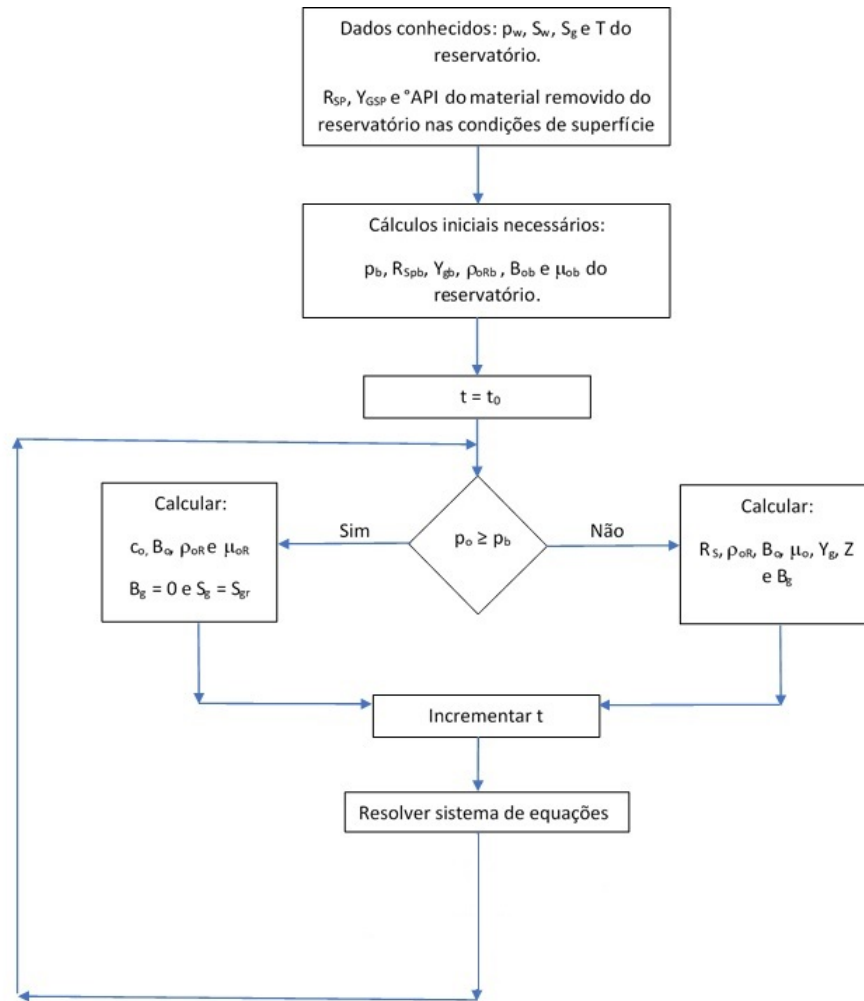 Dados conhecidos: pw, Sw, Sg e T do
reservatório.
RSP, YGSP e °API do material removido do
reservatório nas condições de superfície
Cálculos iniciais necessários:
pb, RSpb, Ygb, ρoRb , Bob e μob do
reservatório.
t = t0
po ≥ pb
Sim
Não
Calcular:
co, Bo, ρoR e μoR
Bg = 0 e Sg = Sgr
Calcular:
RS, ρoR, Bo, μo, Yg, Z
e Bg
Incrementar t
Resolver sistema de equações